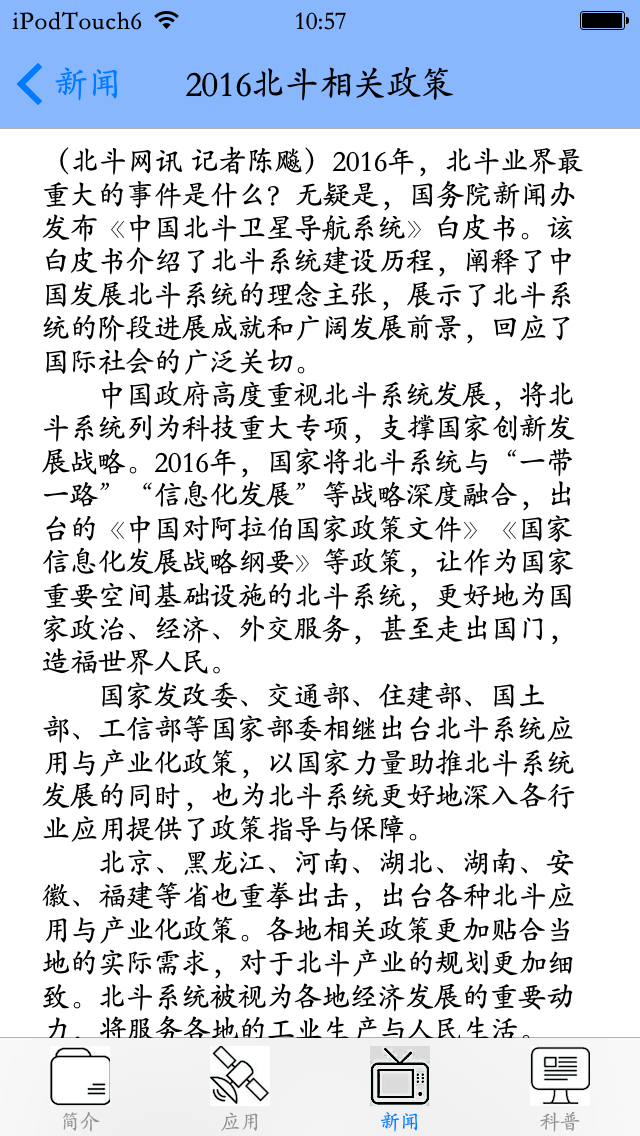 iPodTouch6 10:57
新闻 2016北斗相关政策
（北斗网讯 记者陈飚）2016年，北斗业界最
重大的事件是什么？无疑是，国务院新闻办
发布《中国北斗卫星导航系统》白皮书。该
白皮书介绍了北斗系统建设历程，阐释了中
国发展北斗系统的理念主张，展示了北斗系
统的阶段进展成就和广阔发展前景，回应了
国际社会的广泛关切。
中国政府高度重视北斗系统发展，将北
斗系统列为科技重大专项，支撑国家创新发
展战略。2016年，国家将北斗系统与“一带
一路”“信息化发展”等战略深度融合，出
台的《中国对阿拉伯国家政策文件》《国家
信息化发展战略纲要》等政策，让作为国家
重要空间基础设施的北斗系统，更好地为国
家政治、经济、外交服务，甚至走出国门，
造福世界人民。
国家发改委、交通部、住建部、国土
部、工信部等国家部委相继出台北斗系统应
用与产业化政策，以国家力量助推北斗系统
发展的同时，也为北斗系统更好地深入各行
业应用提供了政策指导与保障。
北京、黑龙江、河南、湖北、湖南、安
徽、福建等省也重拳出击，出台各种北斗应
用与产业化政策。各地相关政策更加贴合当
地的实际需求，对于北斗产业的规划更加细
致。北斗系统被视为各地经济发展的重要动
力，将服务各地的工业生产与人民生活。
简介 应用 新闻 科普